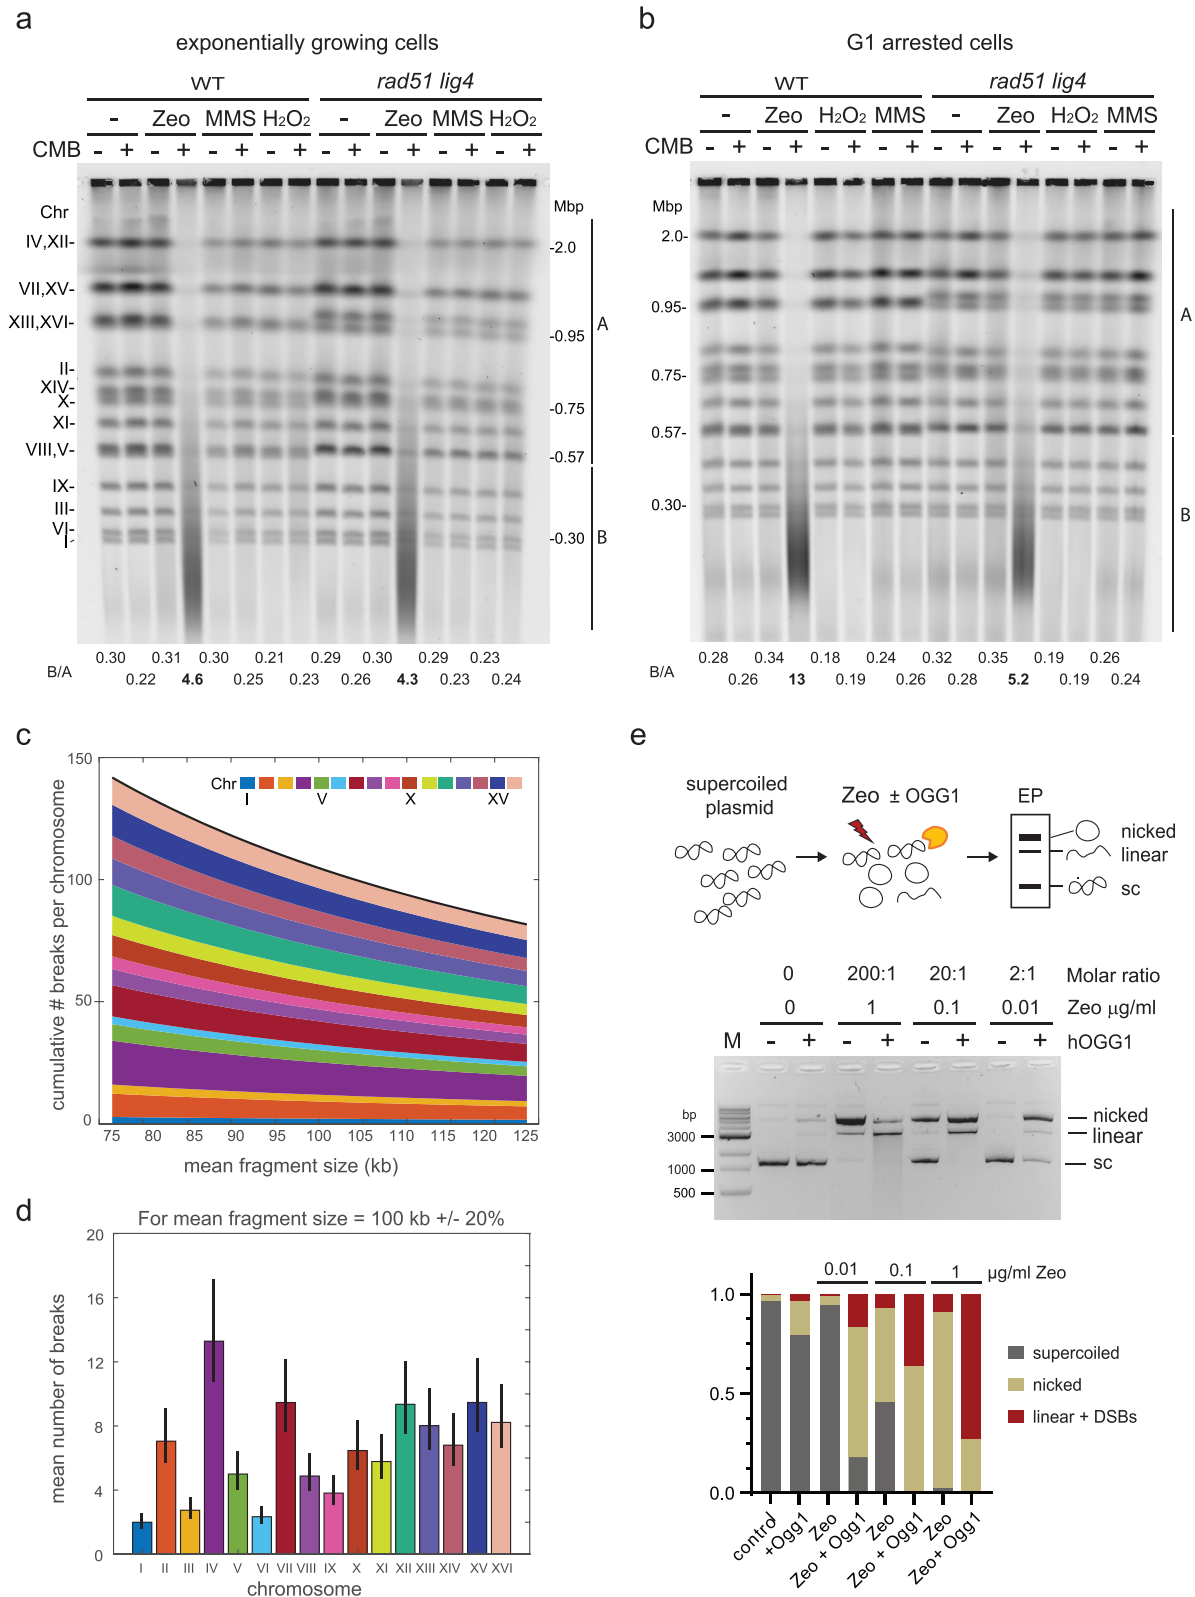 a
exponentially growing cells
WT
rad51 lig4
- Zeo MMS H2O2 - Zeo MMS H2O2
CMB - + - + - + - + - + - + - + - +
Chr
IV,XII-
VII,XV-
XIII,XVI-
II-
XIV-
X-
XI-
VIII,V-
IX-
III-
VI-
I-
Mbp
-2.0
-0.95
-0.75
-0.57
-0.30
A
B
0.30 0.31 0.30 0.21 0.29 0.30 0.29 0.23
B/A 0.22 4.6 0.25 0.23 0.26 4.3 0.23 0.24
b
G1 arrested cells
WT
rad51 lig4
- Zeo H2O2 MMS - Zeo H2O2 MMS
CMB - + - + - + - + - + - + - + - +
Mbp
2.0-
0.95-
0.75-
0.57-
0.30-
A
B
0.28 0.34 0.18 0.24 0.32 0.35 0.19 0.26
B/A 0.26 13 0.19 0.26 0.28 5.2 0.19 0.24
c
cumulative # breaks per chromosome
150
100
50
0
Chr
I V X XV
75 80 85 90 95 100 105 110 115 120 125
mean fragment size (kb)
d
For mean fragment size = 100 kb +/- 20%
mean number of breaks
20
16
12
8
4
0
I II III IV V VI VII VIII IX X XI XII XIII XIV XV XVI
chromosome
e
supercoiled
plasmid
Zeo ± OGG1
EP
nicked
linear
sc
0 200:1 20:1 2:1 Molar ratio
0 1 0.1 0.01 Zeo µg/ml
M - + - + - + - + hOGG1
bp
3000
1000
500
nicked
linear
sc
0.01 0.1 1 µg/ml Zeo
1.0
0.5
0.0
supercoiled
nicked
linear + DSBs
control
+Ogg1
Zeo
Zeo + Ogg1
Zeo
Zeo + Ogg1
Zeo
Zeo+ Ogg1